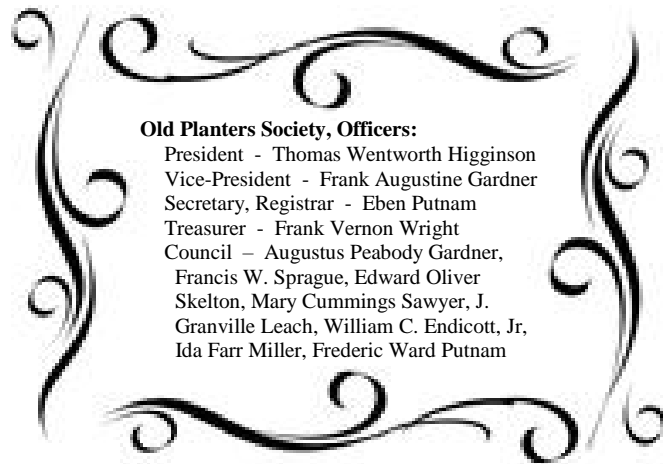 Old Planters Society, Officers:
President - Thomas Wentworth Higginson
Vice-President - Frank Augustine Gardner
Secretary, Registrar - Eben Putnam
Treasurer - Frank Vernon Wright
Council – Augustus Peabody Gardner,
Francis W. Sprague, Edward Oliver
Skelton, Mary Cummings Sawyer, J.
Granville Leach, William C. Endicott, Jr,
Ida Farr Miller, Frederic Ward Putnam